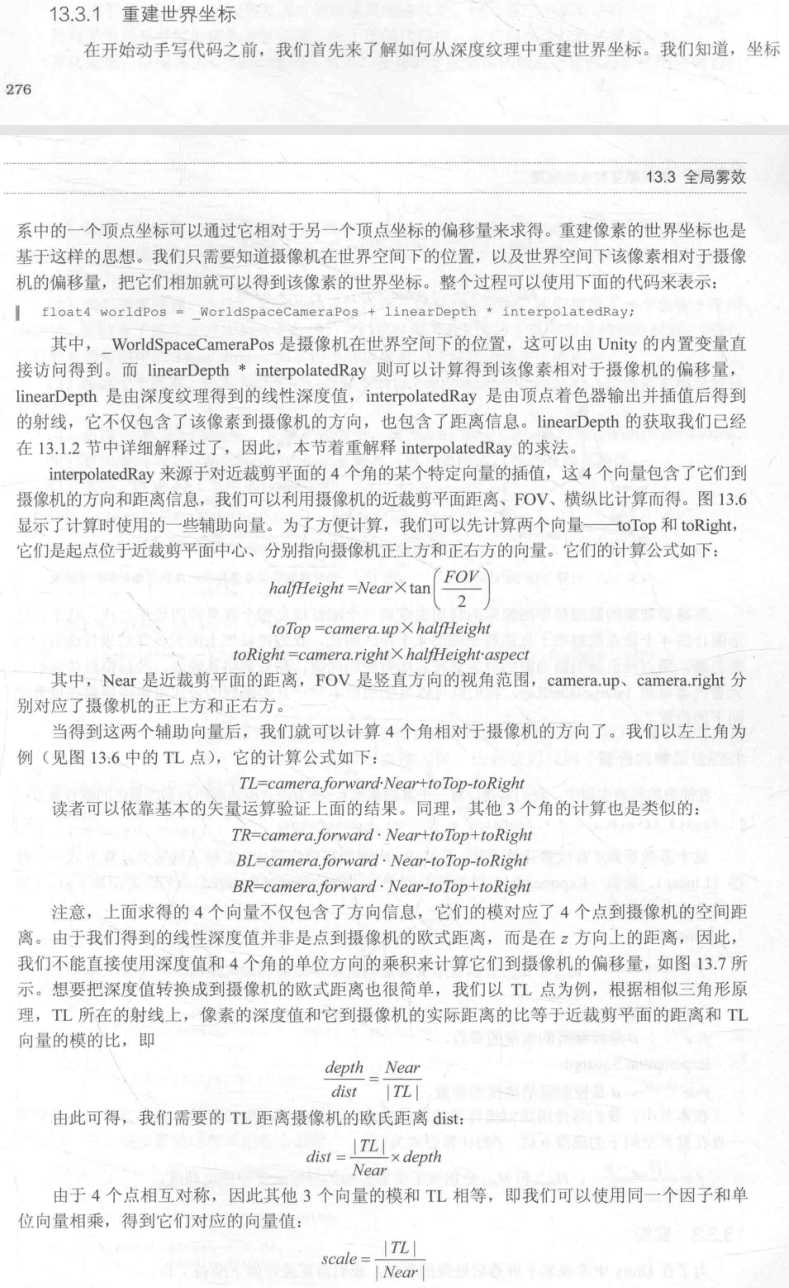 13.3.1 重建世界坐标
在开始动手写代码之前，我们首先来了解如何从深度纹理中重建世界坐标。我们知道，坐标
276
13.3 全局雾效
系中的一个顶点坐标可以通过它相对于另一个顶点坐标的偏移量来求得。重建像素的世界坐标也是
基于这样的思想。我们只需要知道摄像机在世界空间下的位置，以及世界空间下该像素相对于摄像
机的偏移量，把它们相加就可以得到该像素的世界坐标。整个过程可以使用下面的代码来表示：
float4 worldPos = _WorldSpaceCameraPos + linearDepth * interpolatedRay;
其中，_WorldSpaceCameraPos 是摄像机在世界空间下的位置，这可以由 Unity 的内置变量直
接访问得到。而 linearDepth * interpolatedRay 则可以计算得到该像素相对于摄像机的偏移量，
linearDepth 是由深度纹理得到的线性深度值，interpolatedRay 是由顶点着色器输出并插值后得到
的射线，它不仅包含了该像素到摄像机的方向，也包含了距离信息。linearDepth 的获取我们已经
在 13.1.2 节中详细解释过了，因此，本节着重解释 interpolatedRay 的求法。
interpolatedRay 来源于对近裁剪平面的 4 个角的某个特定向量的插值，这 4 个向量包含了它们到
摄像机的方向和距离信息，我们可以利用摄像机的近裁剪平面距离、FOV、横纵比计算而得。图 13.6
显示了计算时使用的一些辅助向量。为了方便计算，我们可以先计算两个向量——toTop 和 toRight，
它们是起点位于近裁剪平面中心、分别指向摄像机正上方和正右方的向量。它们的计算公式如下：
halfHeight =Near×tan(FOV/2)
toTop =camera.up×halfHeight
toRight =camera.right×halfHeight·aspect
其中，Near 是近裁剪平面的距离，FOV 是竖直方向的视角范围，camera.up、camera.right 分
别对应了摄像机的正上方和正右方。
当得到这两个辅助向量后，我们就可以计算 4 个角相对于摄像机的方向了。我们以左上角为
例（见图 13.6 中的 TL 点），它的计算公式如下：
TL=camera.forward·Near+toTop-toRight
读者可以依靠基本的矢量运算验证上面的结果。同理，其他 3 个角的计算也是类似的：
TR=camera.forward · Near+toTop+toRight
BL=camera.forward · Near-toTop-toRight
BR=camera.forward · Near-toTop+toRight
注意，上面求得的 4 个向量不仅包含了方向信息，它们的模对应了 4 个点到摄像机的空间距
离。由于我们得到的线性深度值并非是点到摄像机的欧式距离，而是在 z 方向上的距离，因此，
我们不能直接使用深度值和 4 个角的单位方向的乘积来计算它们到摄像机的偏移量，如图 13.7 所
示。想要把深度值转换成到摄像机的欧式距离也很简单，我们以 TL 点为例，根据相似三角形原
理，TL 所在的射线上，像素的深度值和它到摄像机的实际距离的比等于近裁剪平面的距离和 TL
向量的模的比，即
depth/dist = Near/|TL|
由此可得，我们需要的 TL 距离摄像机的欧氏距离 dist：
dist = |TL|/Near × depth
由于 4 个点相互对称，因此其他 3 个向量的模和 TL 相等，即我们可以使用同一个因子和单
位向量相乘，得到它们对应的向量值：
scale = |TL|/|Near|